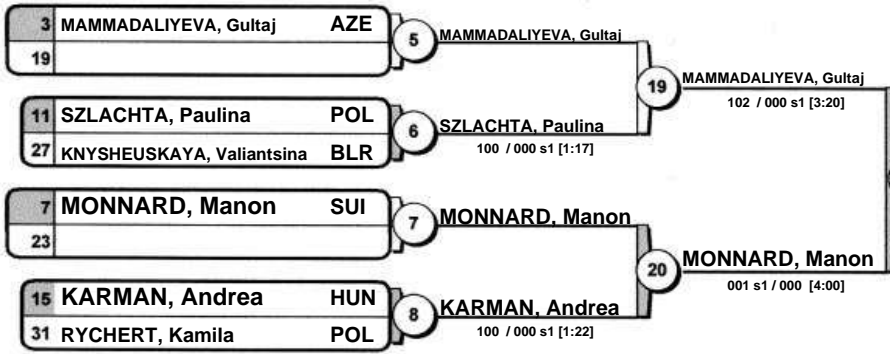 3 MAMMADALIYEVA, Gultaj AZE
19
5
MAMMADALIYEVA, Gultaj
11 SZLACHTA, Paulina POL
27 KNYSHEUSKAYA, Valiantsina BLR
6
SZLACHTA, Paulina
100 / 000 s1 [1:17]
19
MAMMADALIYEVA, Gultaj
102 / 000 s1 [3:20]
7 MONNARD, Manon SUI
23
7
MONNARD, Manon
15 KARMAN, Andrea HUN
31 RYCHERT, Kamila POL
8
KARMAN, Andrea
100 / 000 s1 [1:22]
20
MONNARD, Manon
001 s1 / 000 [4:00]